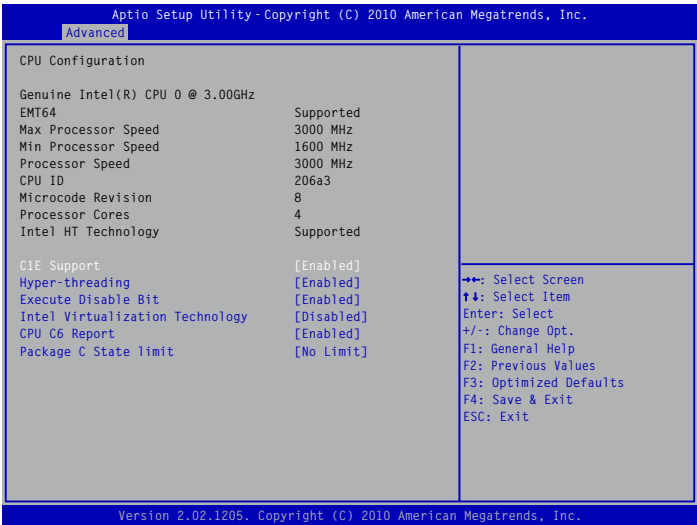 Aptio Setup Utility - Copyright (C) 2010 American Megatrends, Inc.
Advanced
CPU Configuration
Genuine Intel(R) CPU 0 @ 3.00GHz
EMT64 Supported
Max Processor Speed 3000 MHz
Min Processor Speed 1600 MHz
Processor Speed 3000 MHz
CPU ID 206a3
Microcode Revision 8
Processor Cores 4
Intel HT Technology Supported
C1E Support [Enabled]
Hyper-threading [Enabled]
Execute Disable Bit [Enabled]
Intel Virtualization Technology [Disabled]
CPU C6 Report [Enabled]
Package C State limit [No Limit]
→←: Select Screen
↑↓: Select Item
Enter: Select
+/-: Change Opt.
F1: General Help
F2: Previous Values
F3: Optimized Defaults
F4: Save & Exit
ESC: Exit
Version 2.02.1205. Copyright (C) 2010 American Megatrends, Inc.